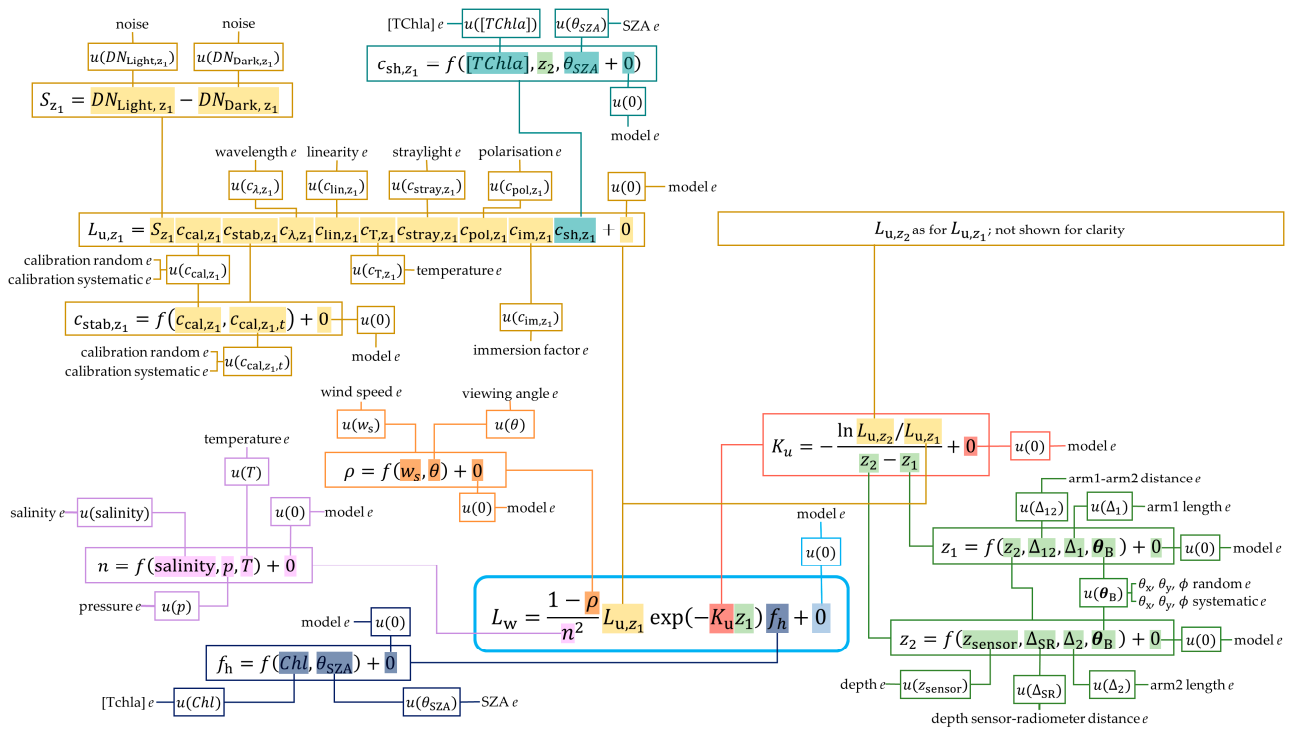 noise noise
u(DN_Light,z₁) u(DN_Dark,z₁)
S_z₁ = DN_Light, z₁ − DN_Dark, z₁
[TChla] e u([TChla]) u(θ_SZA) SZA e
c_sh,z₁ = f([TChla], z₂, θ_SZA + 0)
u(0)
model e
wavelength e linearity e straylight e polarisation e
u(c_λ,z₁) u(c_lin,z₁) u(c_stray,z₁) u(c_pol,z₁) u(0) model e
L_u,z₁ = S_z₁ c_cal,z₁ c_stab,z₁ c_λ,z₁ c_lin,z₁ c_T,z₁ c_stray,z₁ c_pol,z₁ c_im,z₁ c_sh,z₁ + 0
L_u,z₂ as for L_u,z₁; not shown for clarity
calibration random e
calibration systematic e
u(c_cal,z₁) u(c_T,z₁) temperature e
c_stab,z₁ = f(c_cal,z₁, c_cal,z₁,t) + 0 u(0)
model e
u(c_im,z₁)
immersion factor e
calibration random e
calibration systematic e
u(c_cal,z₁,t)
wind speed e viewing angle e
u(w_s) u(θ)
ρ = f(w_s, θ) + 0
u(0) model e
K_u = − ln L_u,z₂/L_u,z₁ / z₂ − z₁ + 0 u(0) model e
temperature e
u(T)
salinity e u(salinity) u(0) model e
n = f(salinity, p, T) + 0
pressure e u(p)
arm1-arm2 distance e
u(Δ₁₂) u(Δ₁) arm1 length e
z₁ = f(z₂, Δ₁₂, Δ₁, θ_B ) + 0 u(0) model e
u(θ_B) θ_x, θ_y, ϕ random e
θ_x, θ_y, ϕ systematic e
z₂ = f(z_sensor, Δ_SR, Δ₂, θ_B ) + 0 u(0) model e
depth e u(z_sensor) u(Δ_SR) u(Δ₂) arm2 length e
depth sensor-radiometer distance e
model e
u(0)
L_w = 1 − ρ / n² L_u,z₁ exp(−K_u z₁) f_h + 0
model e u(0)
f_h = f(Chl, θ_SZA) + 0
[Tchla] e u(Chl) u(θ_SZA) SZA e